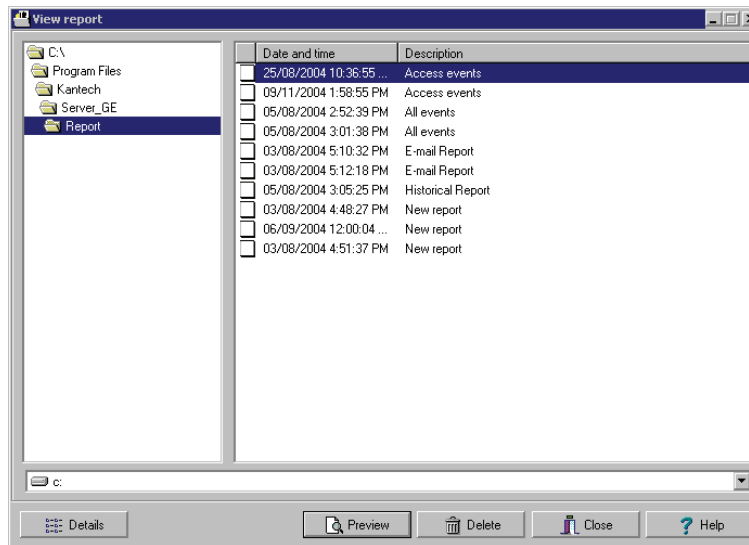 View report
C:\
Program Files
Kantech
Server_GE
Report
Date and time Description
25/08/2004 10:36:55 ... Access events
09/11/2004 1:58:55 PM Access events
05/08/2004 2:52:39 PM All events
05/08/2004 3:01:38 PM All events
03/08/2004 5:10:32 PM E-mail Report
03/08/2004 5:12:18 PM E-mail Report
05/08/2004 3:05:25 PM Historical Report
03/08/2004 4:48:27 PM New report
06/09/2004 12:00:04 ... New report
03/08/2004 4:51:37 PM New report
c:
Details Preview Delete Close Help